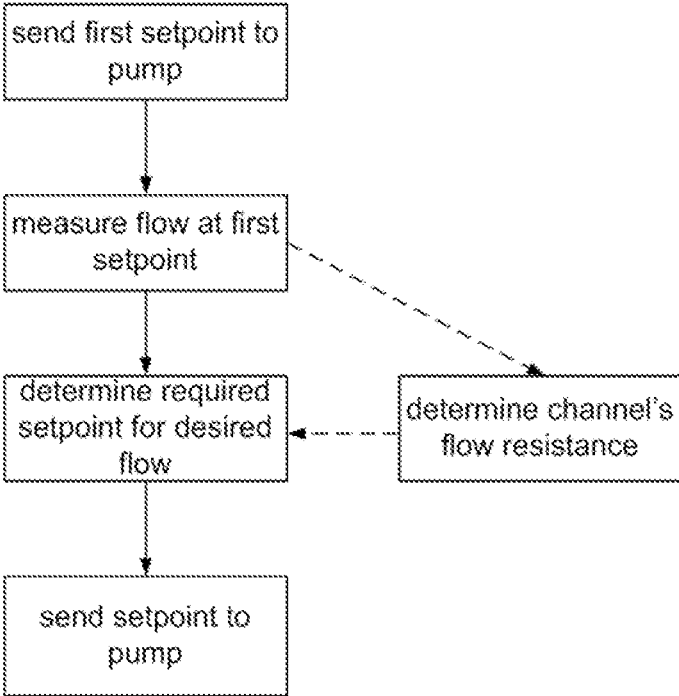 send first setpoint to
pump
measure flow at first
setpoint
determine required
setpoint for desired
flow
determine channel's
flow resistance
send setpoint to
pump